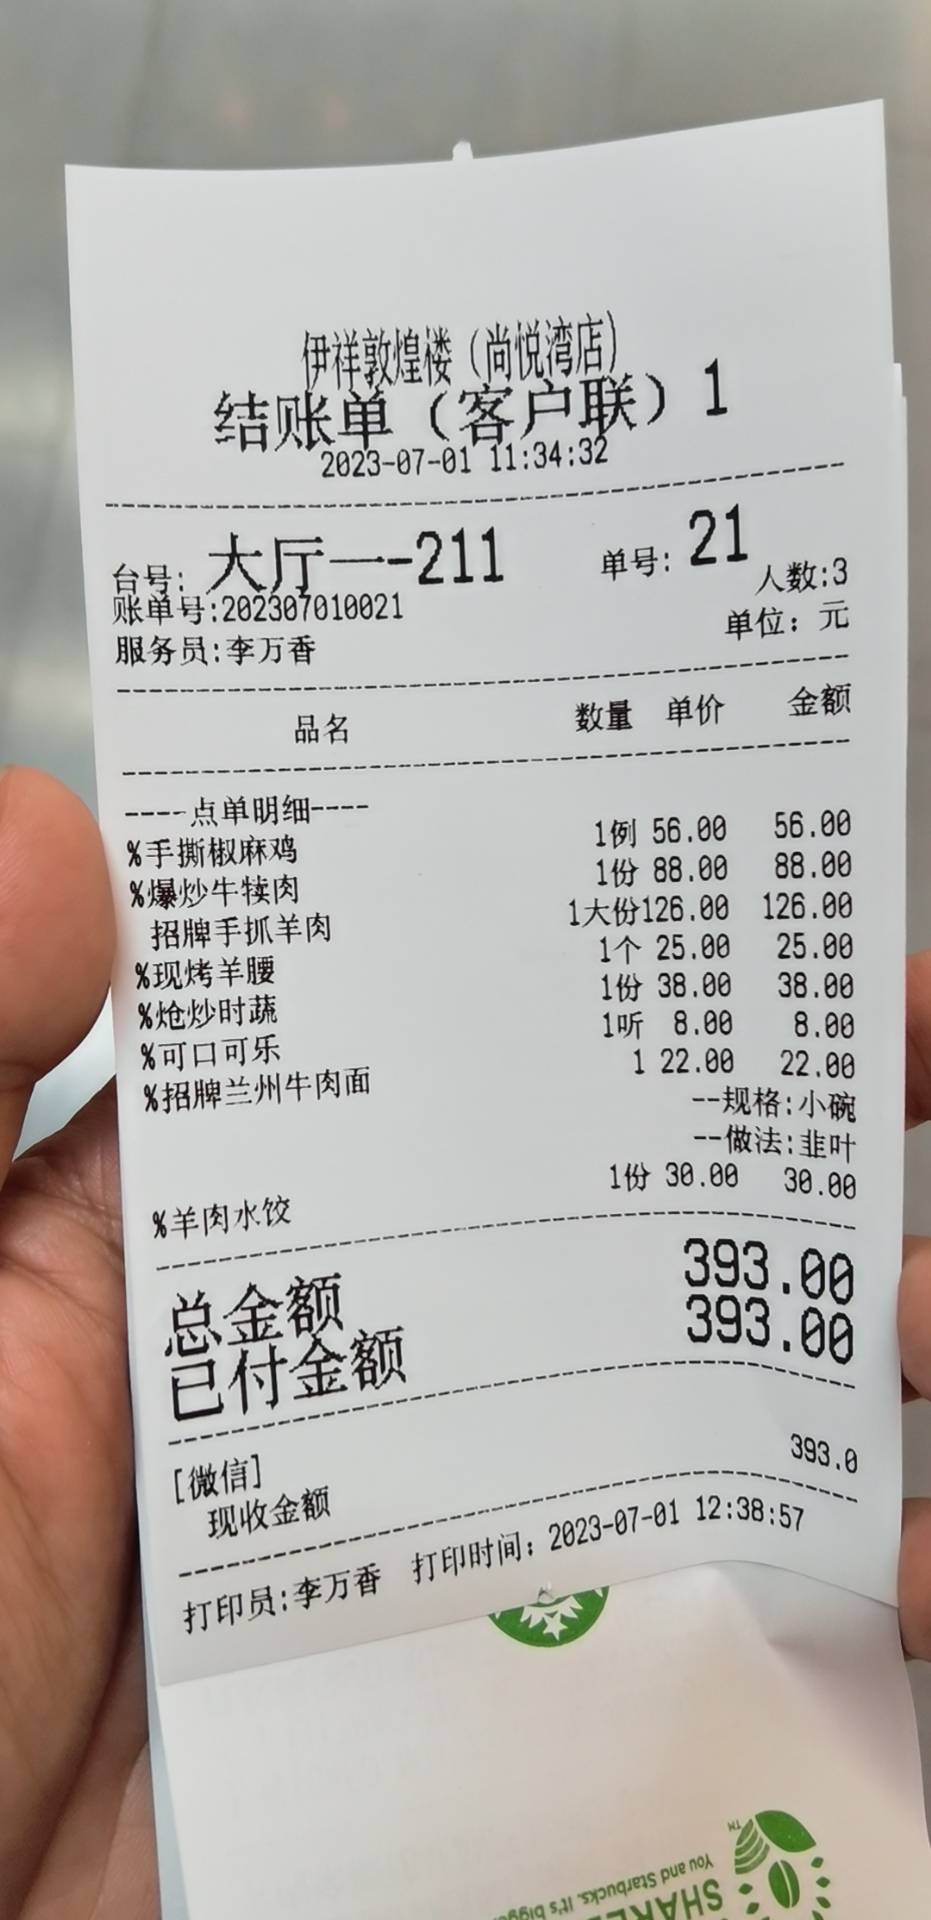 伊祥敦煌楼（尚悦湾店）
结账单（客户联）1
2023-07-01 11:34:32
台号: 大厅一-211 单号: 21 人数:3
账单号:202307010021 单位：元
服务员:李万香
品名 数量 单价 金额
----点单明细----
%手撕椒麻鸡 1例 56.00 56.00
%爆炒牛犊肉 1份 88.00 88.00
招牌手抓羊肉 1大份126.00 126.00
%现烤羊腰 1个 25.00 25.00
%炝炒时蔬 1份 38.00 38.00
%可口可乐 1听 8.00 8.00
%招牌兰州牛肉面 1 22.00 22.00
--规格:小碗
--做法:韭叶
%羊肉水饺 1份 30.00 30.00
总金额 393.00
已付金额 393.00
[微信]
现收金额 393.0
打印员:李万香 打印时间: 2023-07-01 12:38:57
You and Starbucks. It's bigge
TM